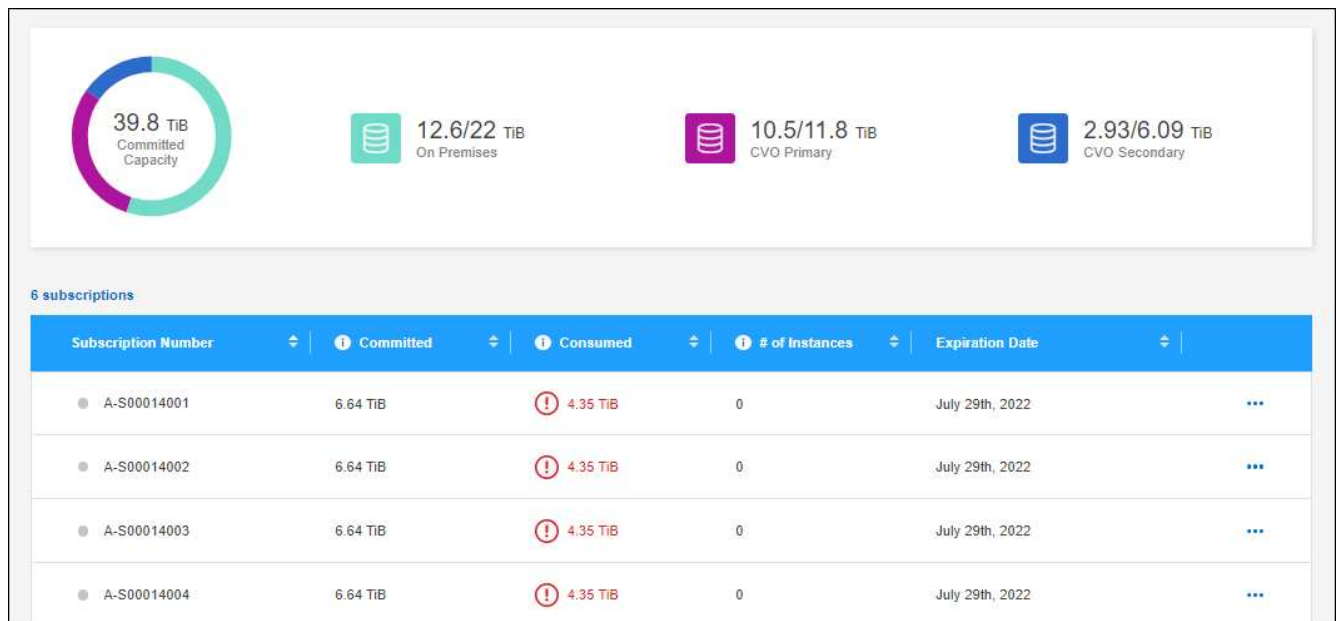 39.8 TiB
Committed
Capacity
12.6/22 TiB
On Premises
10.5/11.8 TiB
CVO Primary
2.93/6.09 TiB
CVO Secondary
6 subscriptions
Subscription Number Committed Consumed # of Instances Expiration Date
A-S00014001 6.64 TiB 4.35 TiB 0 July 29th, 2022
A-S00014002 6.64 TiB 4.35 TiB 0 July 29th, 2022
A-S00014003 6.64 TiB 4.35 TiB 0 July 29th, 2022
A-S00014004 6.64 TiB 4.35 TiB 0 July 29th, 2022